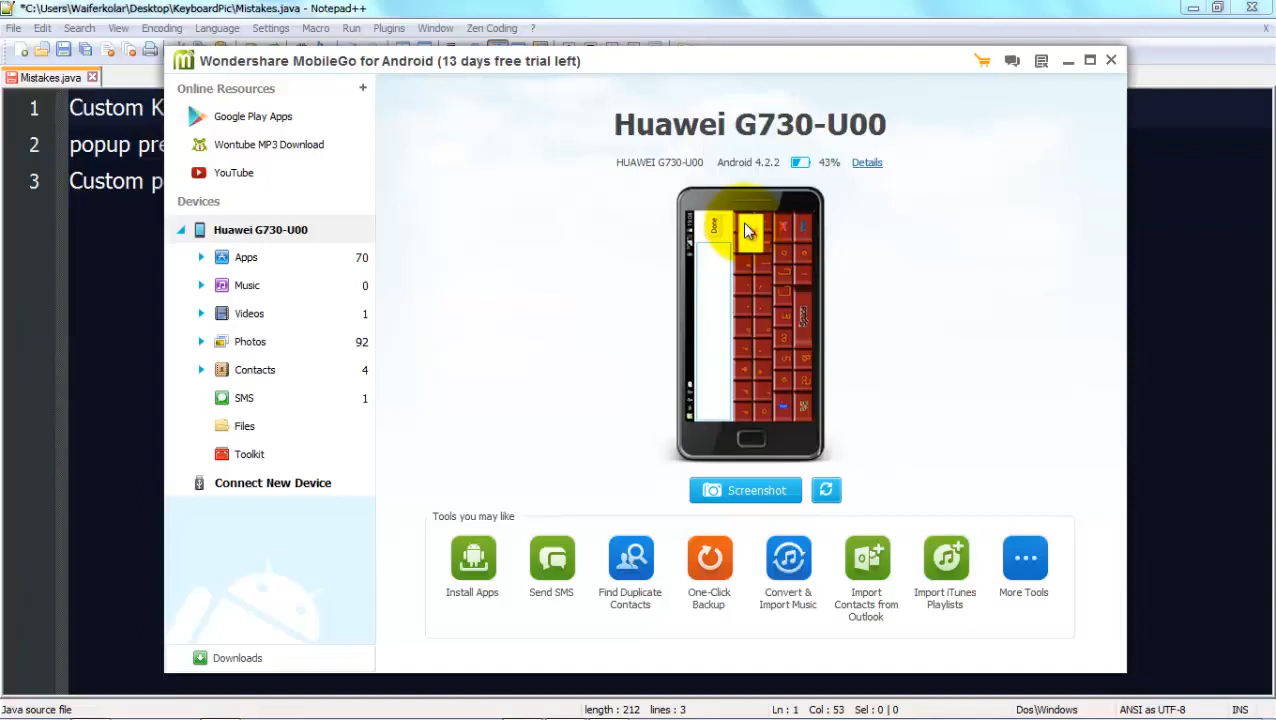 *C:\Users\Waiferkolar\Desktop\KeyboardPic\Mistakes.java - Notepad++
File Edit Search View Encoding Language Settings Macro Run Plugins Window Zen Coding ?
X
Mistakes.java
1 Custom K
2 popup pre
3 Custom p
Wondershare MobileGo for Android (13 days free trial left)
Online Resources +
Google Play Apps
Wontube MP3 Download
YouTube
Devices
Huawei G730-U00
Apps 70
Music 0
Videos 1
Photos 92
Contacts 4
SMS 1
Files
Toolkit
Connect New Device
Downloads
Huawei G730-U00
HUAWEI G730-U00 Android 4.2.2 43% Details
Done
Space
Screenshot
Tools you may like
Install Apps
Send SMS
Find Duplicate
Contacts
One-Click
Backup
Convert &
Import Music
Import
Contacts from
Outlook
Import iTunes
Playlists
More Tools
Java source file length : 212 lines : 3 Ln : 1 Col : 53 Sel : 0 | 0 Dos\Windows ANSI as UTF-8 INS